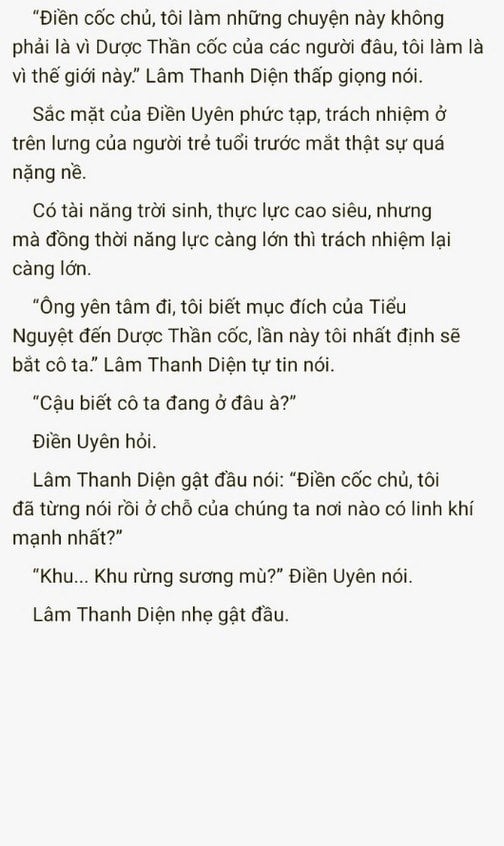 “Điền cốc chủ, tôi làm những chuyện này không
phải là vì Dược Thần cốc của các người đâu, tôi làm là
vì thế giới này.” Lâm Thanh Diện thấp giọng nói.
Sắc mặt của Điền Uyên phức tạp, trách nhiệm ở
trên lưng của người trẻ tuổi trước mắt thật sự quá
nặng nề.
Có tài năng trời sinh, thực lực cao siêu, nhưng
mà đồng thời năng lực càng lớn thì trách nhiệm lại
càng lớn.
“Ông yên tâm đi, tôi biết mục đích của Tiểu
Nguyệt đến Dược Thần cốc, lần này tôi nhất định sẽ
bắt cô ta.” Lâm Thanh Diện tự tin nói.
“Cậu biết cô ta đang ở đâu à?”
Điền Uyên hỏi.
Lâm Thanh Diện gật đầu nói: “Điền cốc chủ, tôi
đã từng nói rồi ở chỗ của chúng ta nơi nào có linh khí
mạnh nhất?”
“Khu... Khu rừng sương mù?” Điền Uyên nói.
Lâm Thanh Diện nhẹ gật đầu.